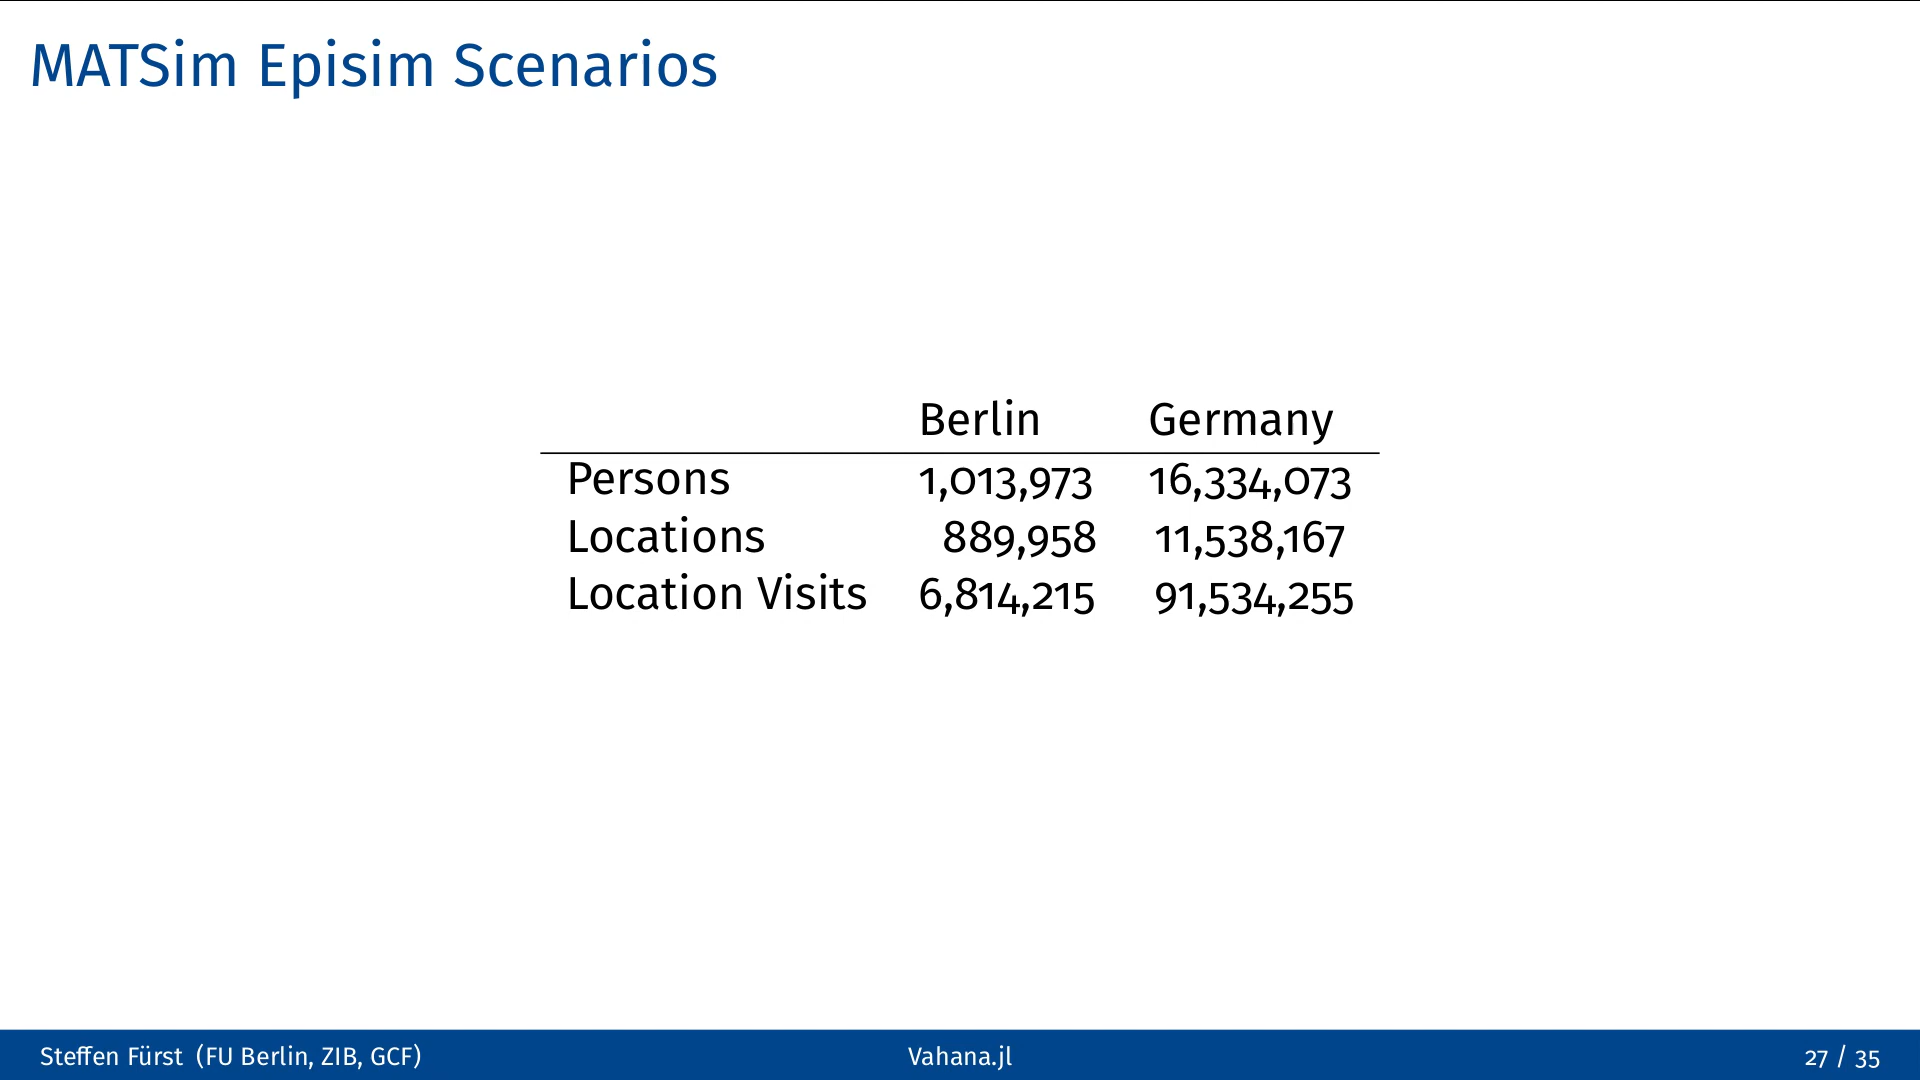 MATSim Episim Scenarios
Berlin Germany
Persons 1,013,973 16,334,073
Locations 889,958 11,538,167
Location Visits 6,814,215 91,534,255
Steffen Fürst (FU Berlin, ZIB, GCF) Vahana.jl 27 / 35